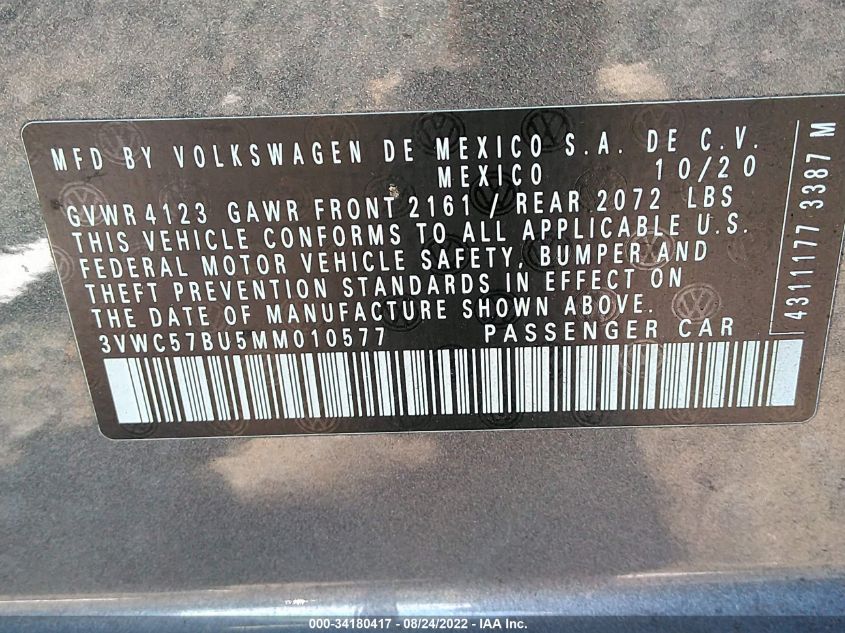 MFD BY VOLKSWAGEN DE MEXICO S.A. DE C.V.
MEXICO 10/20
GVWR 4123 GAWR FRONT 2161 / REAR 2072 LBS
THIS VEHICLE CONFORMS TO ALL APPLICABLE U.S.
FEDERAL MOTOR VEHICLE SAFETY, BUMPER AND
THEFT PREVENTION STANDARDS IN EFFECT ON
THE DATE OF MANUFACTURE SHOWN ABOVE.
3VWC57BU5MM010577 PASSENGER CAR
4311177 3387 M
000-34180417 - 08/24/2022 - IAA Inc.